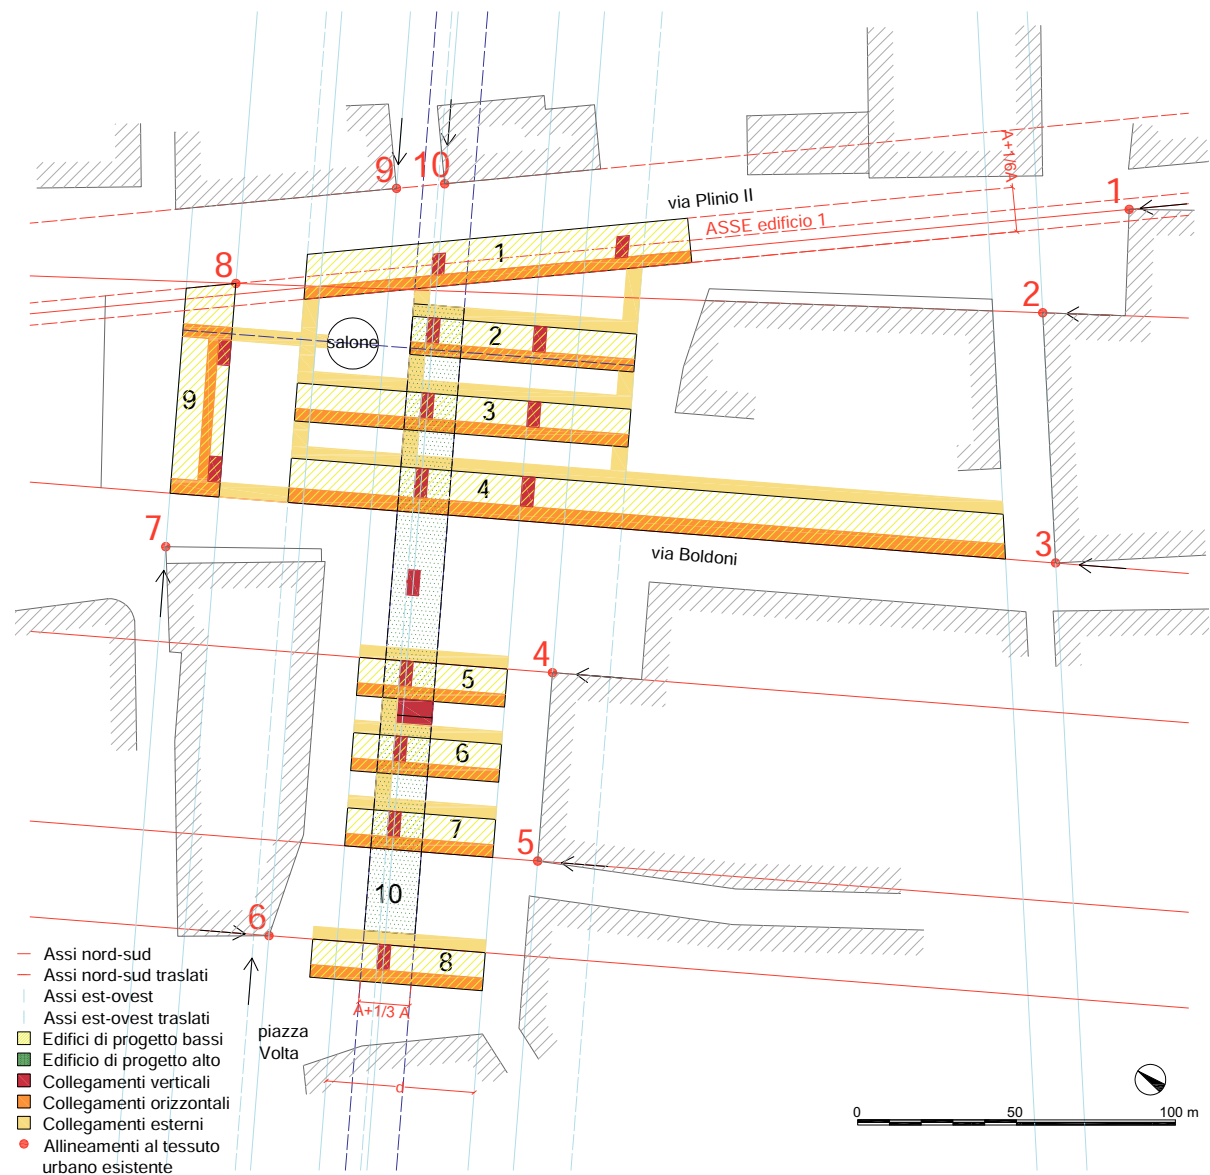 9
10
A+1/6A
1
via Plinio II
ASSE edificio 1
1
8
2
salone
2
9
3
4
7
via Boldoni
3
4
5
6
7
5
10
6
8
A+1/3 A
piazza
Volta
d
Assi nord-sud
Assi nord-sud traslati
Assi est-ovest
Assi est-ovest traslati
Edifici di progetto bassi
Edificio di progetto alto
Collegamenti verticali
Collegamenti orizzontali
Collegamenti esterni
Allineamenti al tessuto
urbano esistente
0
50
100 m